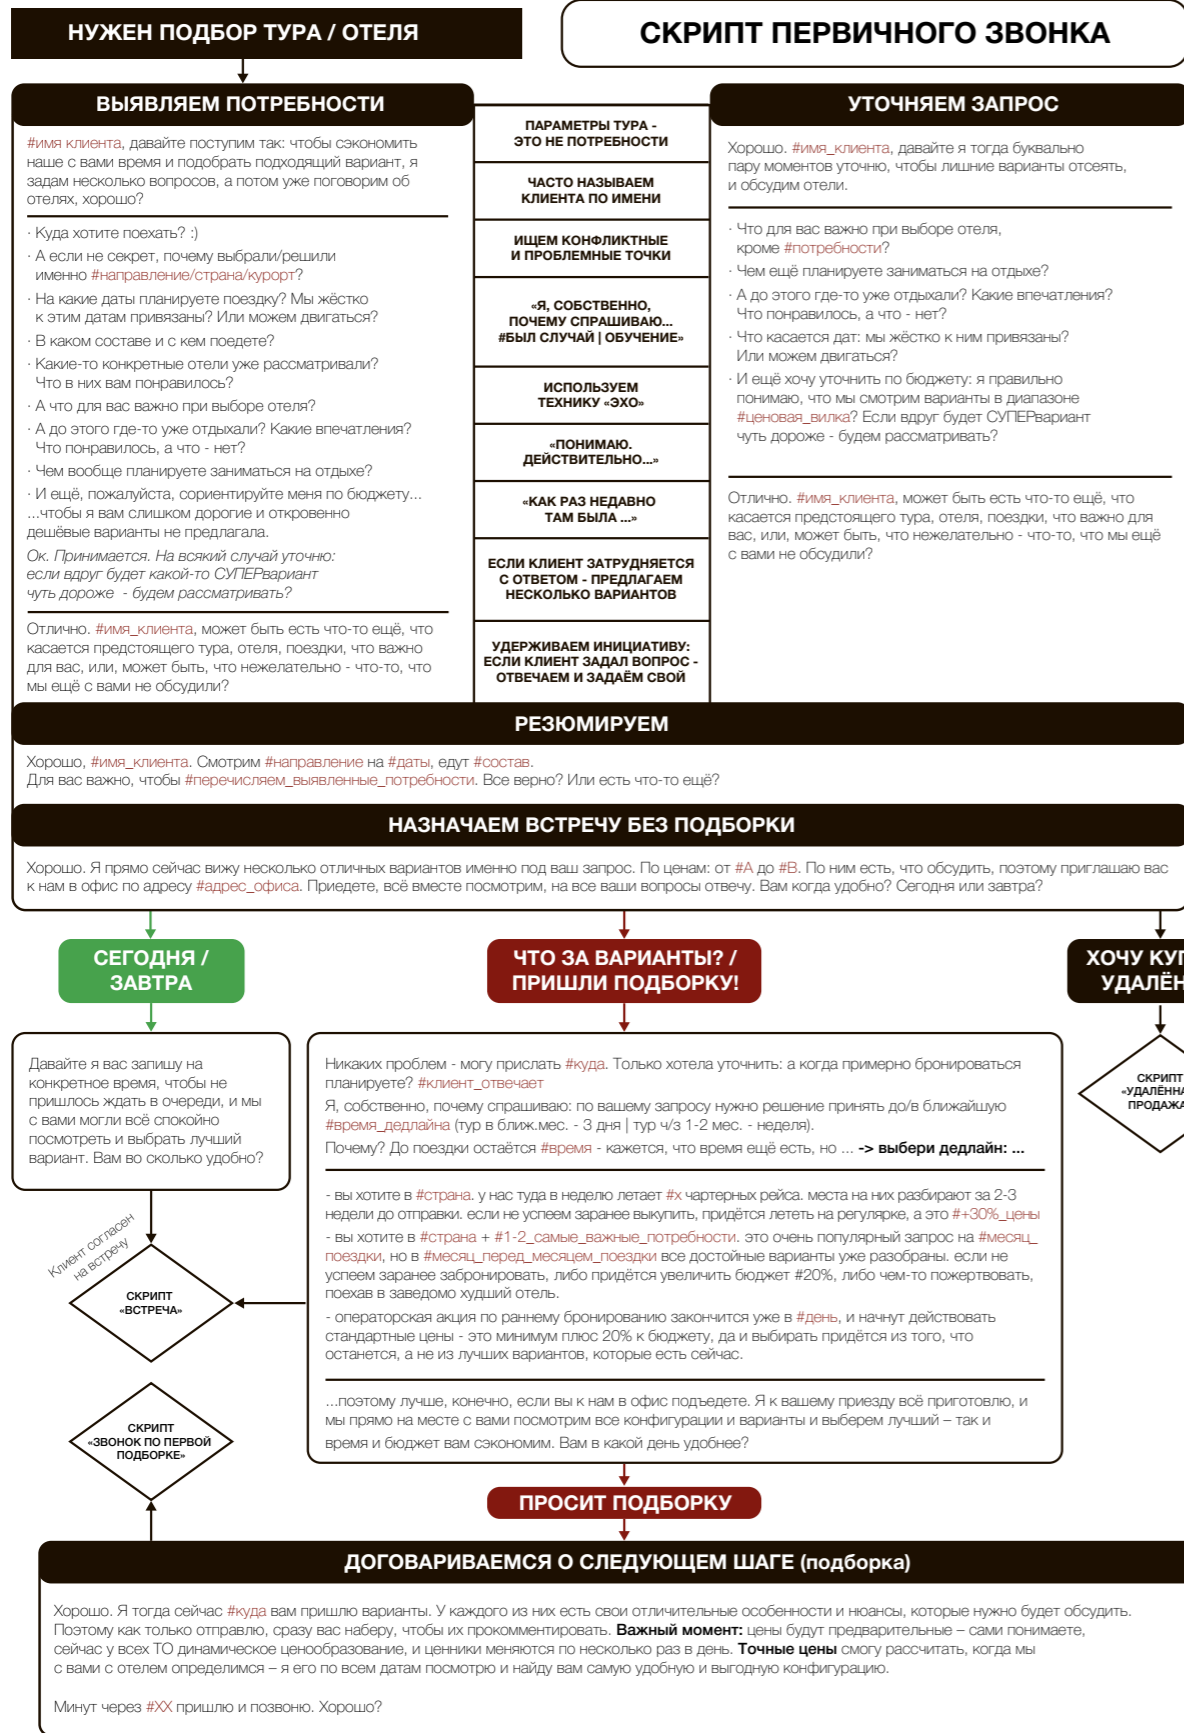 НУЖЕН ПОДБОР ТУРА / ОТЕЛЯ
СКРИПТ ПЕРВИЧНОГО ЗВОНКА
ВЫЯВЛЯЕМ ПОТРЕБНОСТИ
#имя клиента, давайте поступим так: чтобы сэкономить
наше с вами время и подобрать подходящий вариант, я
задам несколько вопросов, а потом уже поговорим об
отелях, хорошо?
· Куда хотите поехать? :)
· А если не секрет, почему выбрали/решили
именно #направление/страна/курорт?
· На какие даты планируете поездку? Мы жёстко
к этим датам привязаны? Или можем двигаться?
· В каком составе и с кем поедете?
· Какие-то конкретные отели уже рассматривали?
Что в них вам понравилось?
· А что для вас важно при выборе отеля?
· А до этого где-то уже отдыхали? Какие впечатления?
Что понравилось, а что - нет?
· Чем вообще планируете заниматься на отдыхе?
· И ещё, пожалуйста, сориентируйте меня по бюджету...
...чтобы я вам слишком дорогие и откровенно
дешёвые варианты не предлагала.
Ок. Принимается. На всякий случай уточню:
если вдруг будет какой-то СУПЕРвариант
чуть дороже - будем рассматривать?
Отлично. #имя_клиента, может быть есть что-то ещё, что
касается предстоящего тура, отеля, поездки, что важно
для вас, или, может быть, что нежелательно - что-то, что
мы ещё с вами не обсудили?
ПАРАМЕТРЫ ТУРА -
ЭТО НЕ ПОТРЕБНОСТИ
ЧАСТО НАЗЫВАЕМ
КЛИЕНТА ПО ИМЕНИ
ИЩЕМ КОНФЛИКТНЫЕ
И ПРОБЛЕМНЫЕ ТОЧКИ
«Я, СОБСТВЕННО,
ПОЧЕМУ СПРАШИВАЮ...
#БЫЛ СЛУЧАЙ | ОБУЧЕНИЕ»
ИСПОЛЬЗУЕМ
ТЕХНИКУ «ЭХО»
«ПОНИМАЮ.
ДЕЙСТВИТЕЛЬНО...»
«КАК РАЗ НЕДАВНО
ТАМ БЫЛА ...»
ЕСЛИ КЛИЕНТ ЗАТРУДНЯЕТСЯ
С ОТВЕТОМ - ПРЕДЛАГАЕМ
НЕСКОЛЬКО ВАРИАНТОВ
УДЕРЖИВАЕМ ИНИЦИАТИВУ:
ЕСЛИ КЛИЕНТ ЗАДАЛ ВОПРОС -
ОТВЕЧАЕМ И ЗАДАЁМ СВОЙ
УТОЧНЯЕМ ЗАПРОС
Хорошо. #имя_клиента, давайте я тогда буквально
пару моментов уточню, чтобы лишние варианты отсеять,
и обсудим отели.
· Что для вас важно при выборе отеля,
кроме #потребности?
· Чем ещё планируете заниматься на отдыхе?
· А до этого где-то уже отдыхали? Какие впечатления?
Что понравилось, а что - нет?
· Что касается дат: мы жёстко к ним привязаны?
Или можем двигаться?
· И ещё хочу уточнить по бюджету: я правильно
понимаю, что мы смотрим варианты в диапазоне
#ценовая_вилка? Если вдруг будет СУПЕРвариант
чуть дороже - будем рассматривать?
Отлично. #имя_клиента, может быть есть что-то ещё, что
касается предстоящего тура, отеля, поездки, что важно для
вас, или, может быть, что нежелательно - что-то, что мы ещё
с вами не обсудили?
РЕЗЮМИРУЕМ
Хорошо, #имя_клиента. Смотрим #направление на #даты, едут #состав.
Для вас важно, чтобы #перечисляем_выявленные_потребности. Все верно? Или есть что-то ещё?
НАЗНАЧАЕМ ВСТРЕЧУ БЕЗ ПОДБОРКИ
Хорошо. Я прямо сейчас вижу несколько отличных вариантов именно под ваш запрос. По ценам: от #А до #В. По ним есть, что обсудить, поэтому приглашаю вас
к нам в офис по адресу #адрес_офиса. Приедете, всё вместе посмотрим, на все ваши вопросы отвечу. Вам когда удобно? Сегодня или завтра?
СЕГОДНЯ /
ЗАВТРА
ЧТО ЗА ВАРИАНТЫ? /
ПРИШЛИ ПОДБОРКУ!
ХОЧУ КУП
УДАЛЁН
Давайте я вас запишу на
конкретное время, чтобы не
пришлось ждать в очереди, и мы
с вами могли всё спокойно
посмотреть и выбрать лучший
вариант. Вам во сколько удобно?
Никаких проблем - могу прислать #куда. Только хотела уточнить: а когда примерно бронироваться
планируете? #клиент_отвечает
Я, собственно, почему спрашиваю: по вашему запросу нужно решение принять до/в ближайшую
#время_дедлайна (тур в ближ.мес. - 3 дня | тур ч/з 1-2 мес. - неделя).
Почему? До поездки остаётся #время - кажется, что время ещё есть, но ... -> выбери дедлайн: ...
- вы хотите в #страна. у нас туда в неделю летает #х чартерных рейса. места на них разбирают за 2-3
недели до отправки. если не успеем заранее выкупить, придётся лететь на регулярке, а это #+30%_цены
- вы хотите в #страна + #1-2_самые_важные_потребности. это очень популярный запрос на #месяц_
поездки, но в #месяц_перед_месяцем_поездки все достойные варианты уже разобраны. если не
успеем заранее забронировать, либо придётся увеличить бюджет #20%, либо чем-то пожертвовать,
поехав в заведомо худший отель.
- операторская акция по раннему бронированию закончится уже в #день, и начнут действовать
стандартные цены - это минимум плюс 20% к бюджету, да и выбирать придётся из того, что
останется, а не из лучших вариантов, которые есть сейчас.
...поэтому лучше, конечно, если вы к нам в офис подъедете. Я к вашему приезду всё приготовлю, и
мы прямо на месте с вами посмотрим все конфигурации и варианты и выберем лучший – так и
время и бюджет вам сэкономим. Вам в какой день удобнее?
СКРИПТ
«УДАЛЁННА
ПРОДАЖА
Клиент согласен
на встречу
СКРИПТ
«ВСТРЕЧА»
СКРИПТ
«ЗВОНОК ПО ПЕРВОЙ
ПОДБОРКЕ»
ПРОСИТ ПОДБОРКУ
ДОГОВАРИВАЕМСЯ О СЛЕДУЮЩЕМ ШАГЕ (подборка)
Хорошо. Я тогда сейчас #куда вам пришлю варианты. У каждого из них есть свои отличительные особенности и нюансы, которые нужно будет обсудить.
Поэтому как только отправлю, сразу вас наберу, чтобы их прокомментировать. Важный момент: цены будут предварительные – сами понимаете,
сейчас у всех ТО динамическое ценообразование, и ценники меняются по несколько раз в день. Точные цены смогу рассчитать, когда мы
с вами с отелем определимся – я его по всем датам посмотрю и найду вам самую удобную и выгодную конфигурацию.
Минут через #ХХ пришлю и позвоню. Хорошо?